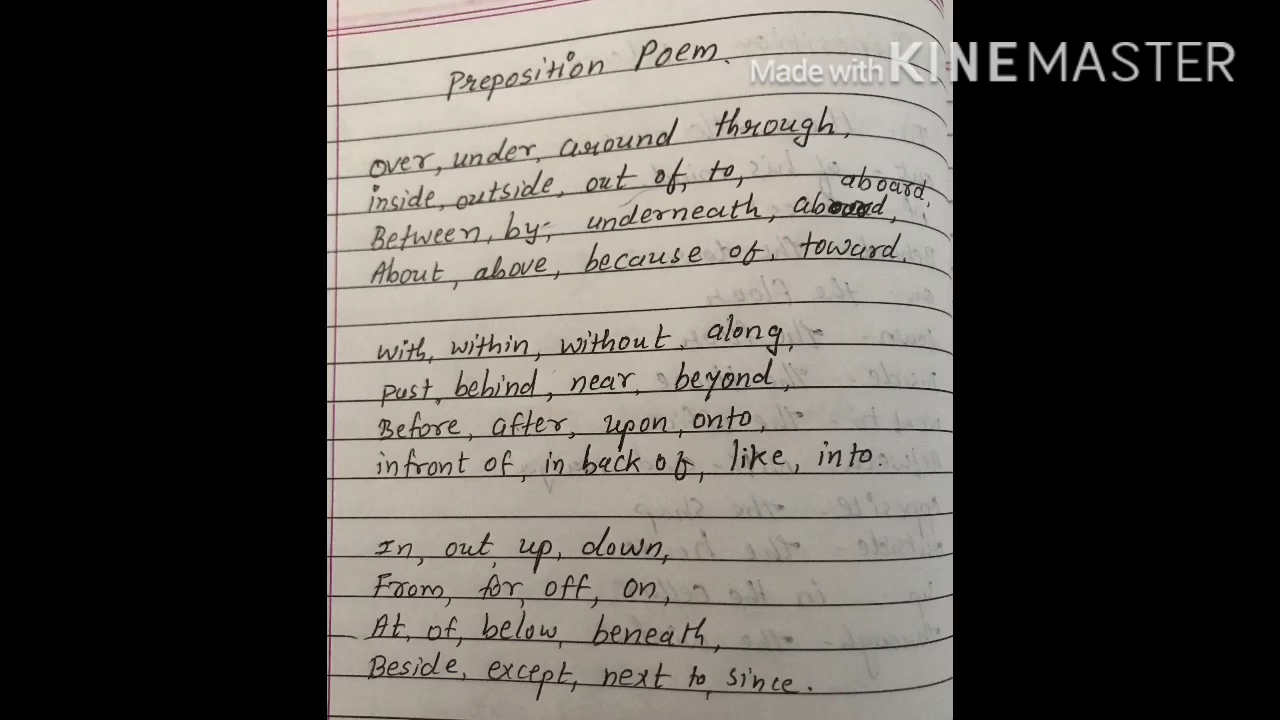 Made with KINEMASTER
Preposition Poem.
over, under, around through,
inside, outside, out of, to,
aboard,
Between, by, underneath, aboard,
About, above, because of, toward.
with, within, without, along,
past, behind, near, beyond,
Before, after, upon, onto,
infront of, in back of, like, into.
In, out, up, down,
From, for, off, on,
At, of, below, beneath,
Beside, except, next to, since.